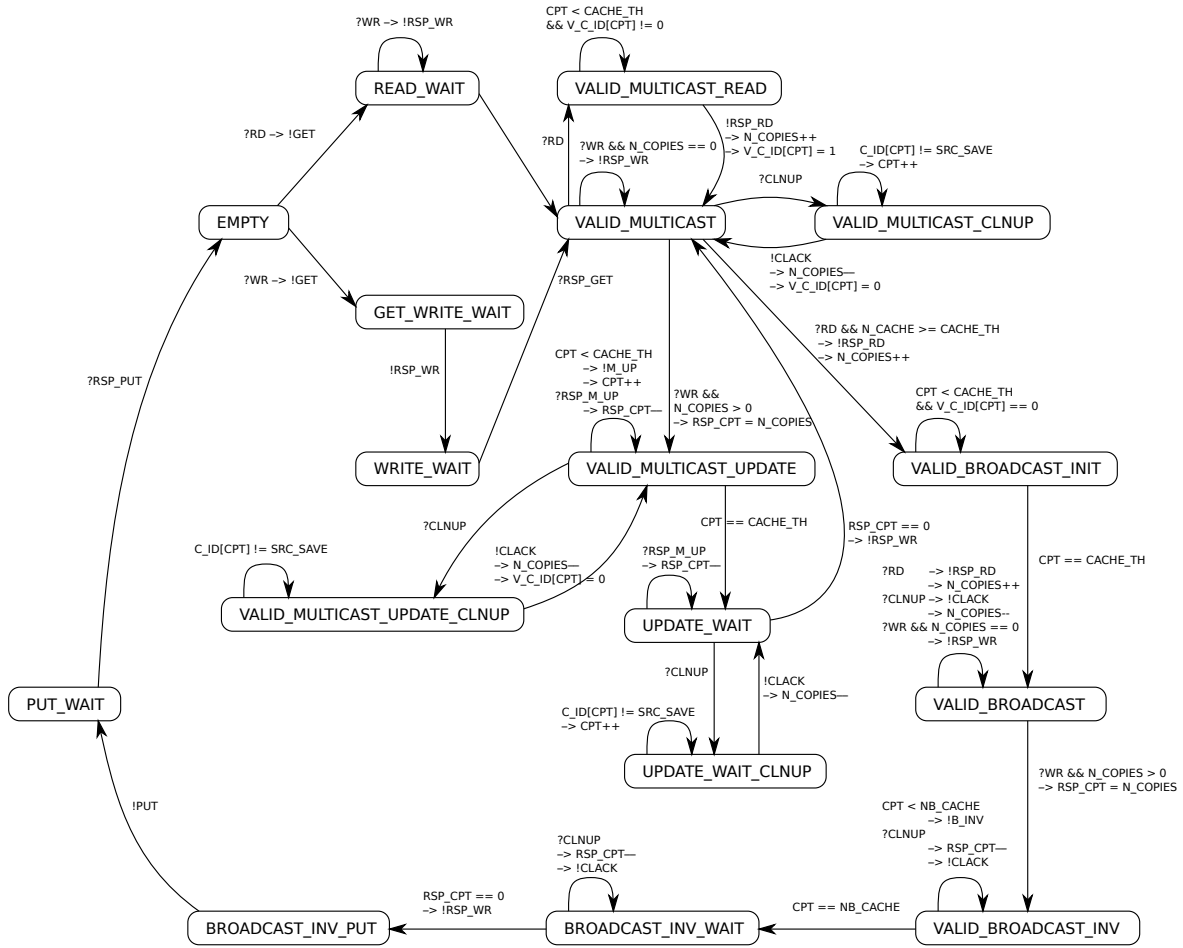 CPT < CACHE_TH
&& V_C_ID[CPT] != 0
?WR --> !RSP_WR
READ_WAIT
VALID_MULTICAST_READ
?RD --> !GET
?RD
!RSP_RD
--> N_COPIES++
--> V_C_ID[CPT] = 1
?WR && N_COPIES == 0
--> !RSP_WR
C_ID[CPT] != SRC_SAVE
--> CPT++
?CLNUP
EMPTY
VALID_MULTICAST
VALID_MULTICAST_CLNUP
?WR --> !GET
?RSP_GET
!CLACK
--> N_COPIES—
--> V_C_ID[CPT] = 0
GET_WRITE_WAIT
?RD && N_CACHE >= CACHE_TH
--> !RSP_RD
--> N_COPIES++
!RSP_WR
?RSP_PUT
CPT < CACHE_TH
--> !M_UP
--> CPT++
?RSP_M_UP
--> RSP_CPT—
?WR &&
N_COPIES > 0
--> RSP_CPT = N_COPIES
CPT < CACHE_TH
&& V_C_ID[CPT] == 0
WRITE_WAIT
VALID_MULTICAST_UPDATE
VALID_BROADCAST_INIT
?CLNUP
CPT == CACHE_TH
RSP_CPT == 0
--> !RSP_WR
C_ID[CPT] != SRC_SAVE
!CLACK
--> N_COPIES—
--> V_C_ID[CPT] = 0
?RSP_M_UP
--> RSP_CPT—
CPT == CACHE_TH
?RD --> !RSP_RD
--> N_COPIES++
?CLNUP --> !CLACK
--> N_COPIES--
?WR && N_COPIES == 0
--> !RSP_WR
VALID_MULTICAST_UPDATE_CLNUP
UPDATE_WAIT
?CLNUP
!CLACK
--> N_COPIES—
PUT_WAIT
VALID_BROADCAST
C_ID[CPT] != SRC_SAVE
--> CPT++
UPDATE_WAIT_CLNUP
?WR && N_COPIES > 0
--> RSP_CPT = N_COPIES
!PUT
CPT < NB_CACHE
--> !B_INV
?CLNUP
--> RSP_CPT—
--> !CLACK
?CLNUP
--> RSP_CPT—
--> !CLACK
RSP_CPT == 0
--> !RSP_WR
CPT == NB_CACHE
BROADCAST_INV_PUT
BROADCAST_INV_WAIT
VALID_BROADCAST_INV